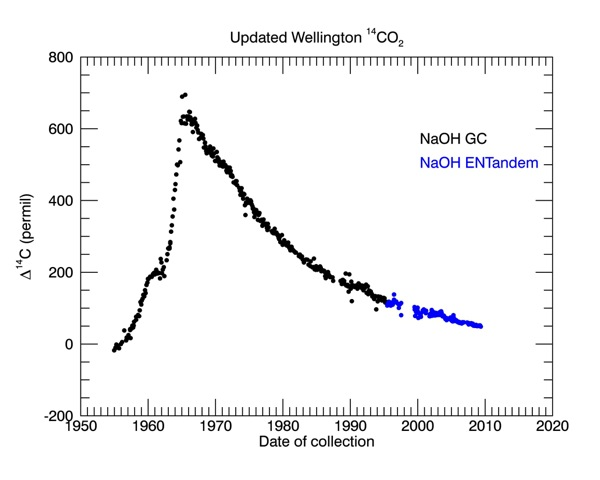 Updated Wellington ¹⁴CO₂
800
600
400
200
0
-200
Δ¹⁴C (permil)
NaOH GC
NaOH ENTandem
1950 1960 1970 1980 1990 2000 2010 2020
Date of collection